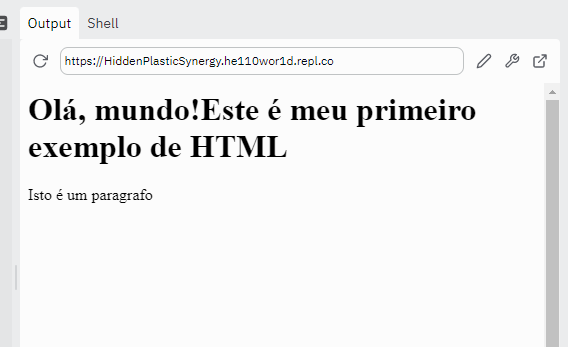 Output Shell
https://HiddenPlasticSynergy.he110wor1d.repl.co
Olá, mundo!Este é meu primeiro
exemplo de HTML
Isto é um paragrafo